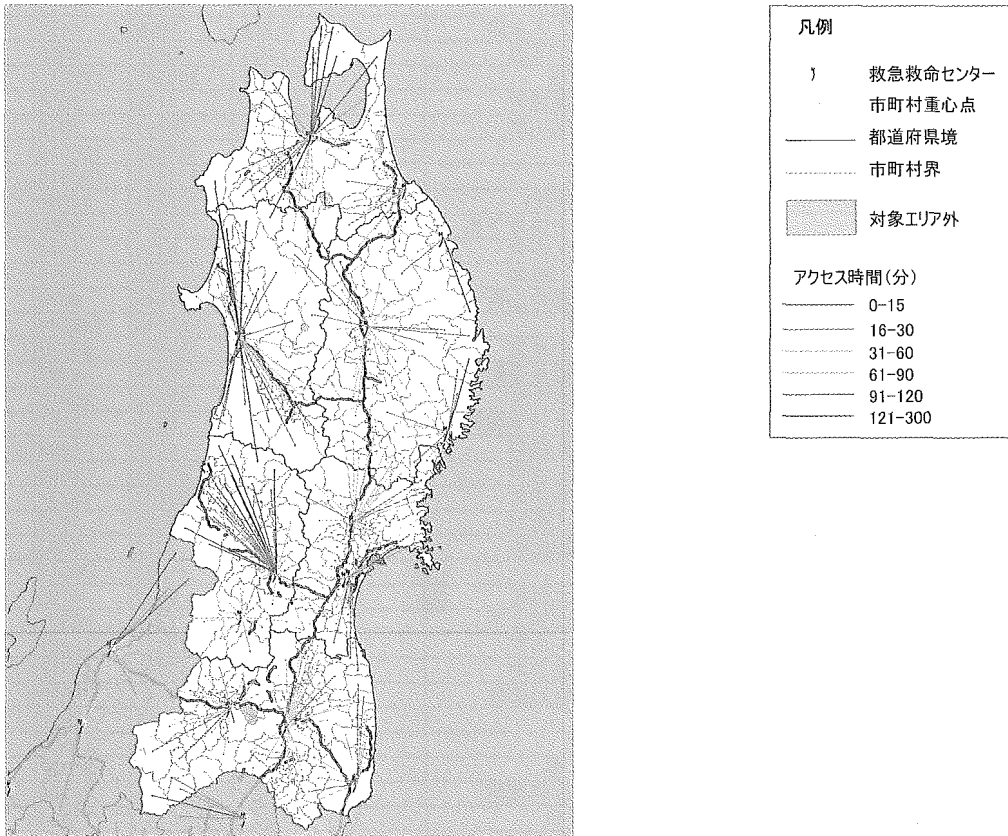 凡例
救急救命センター
市町村重心点
都道府県境
市町村界
対象エリア外
アクセス時間(分)
0-15
16-30
31-60
61-90
91-120
121-300